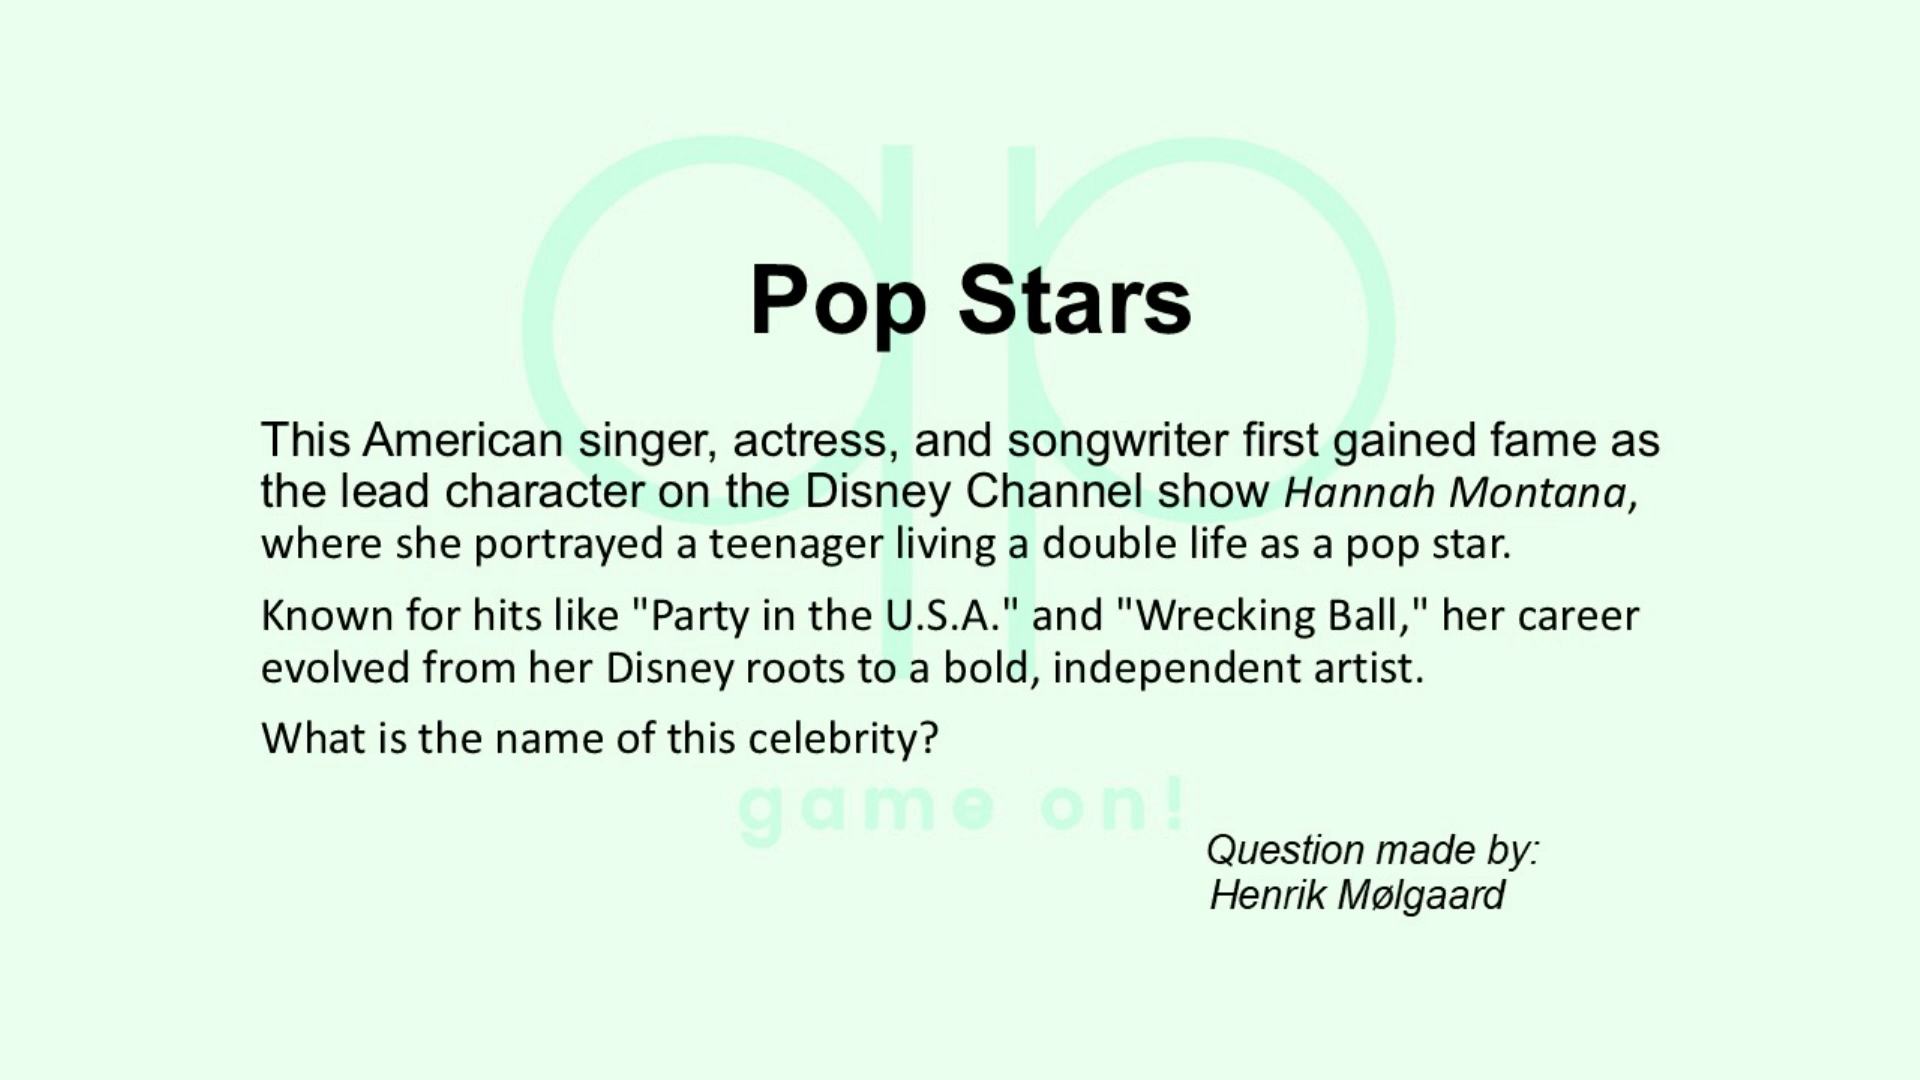 Pop Stars
This American singer, actress, and songwriter first gained fame as
the lead character on the Disney Channel show Hannah Montana,
where she portrayed a teenager living a double life as a pop star.
Known for hits like "Party in the U.S.A." and "Wrecking Ball," her career
evolved from her Disney roots to a bold, independent artist.
What is the name of this celebrity?
game on!
Question made by:
Henrik Mølgaard